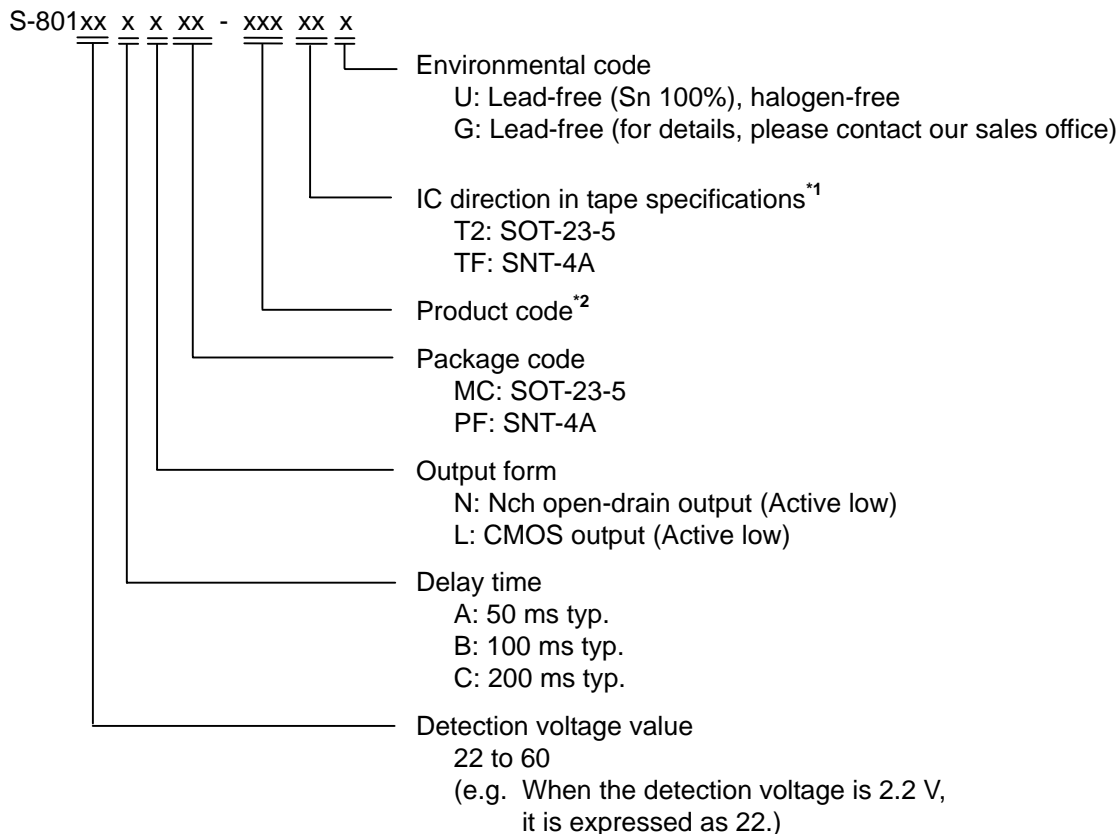 S-801xx x x xx - xxx xx x
Environmental code
U: Lead-free (Sn 100%), halogen-free
G: Lead-free (for details, please contact our sales office)
IC direction in tape specifications*1
T2: SOT-23-5
TF: SNT-4A
Product code*2
Package code
MC: SOT-23-5
PF: SNT-4A
Output form
N: Nch open-drain output (Active low)
L: CMOS output (Active low)
Delay time
A: 50 ms typ.
B: 100 ms typ.
C: 200 ms typ.
Detection voltage value
22 to 60
(e.g. When the detection voltage is 2.2 V,
it is expressed as 22.)